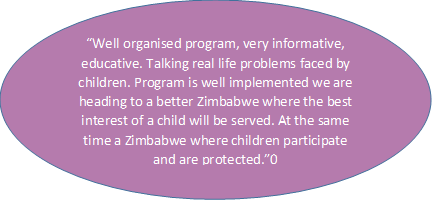 “Well organised program, very informative,
educative. Talking real life problems faced by
children. Program is well implemented we are
heading to a better Zimbabwe where the best
interest of a child will be served. At the same
time a Zimbabwe where children participate
and are protected.”0